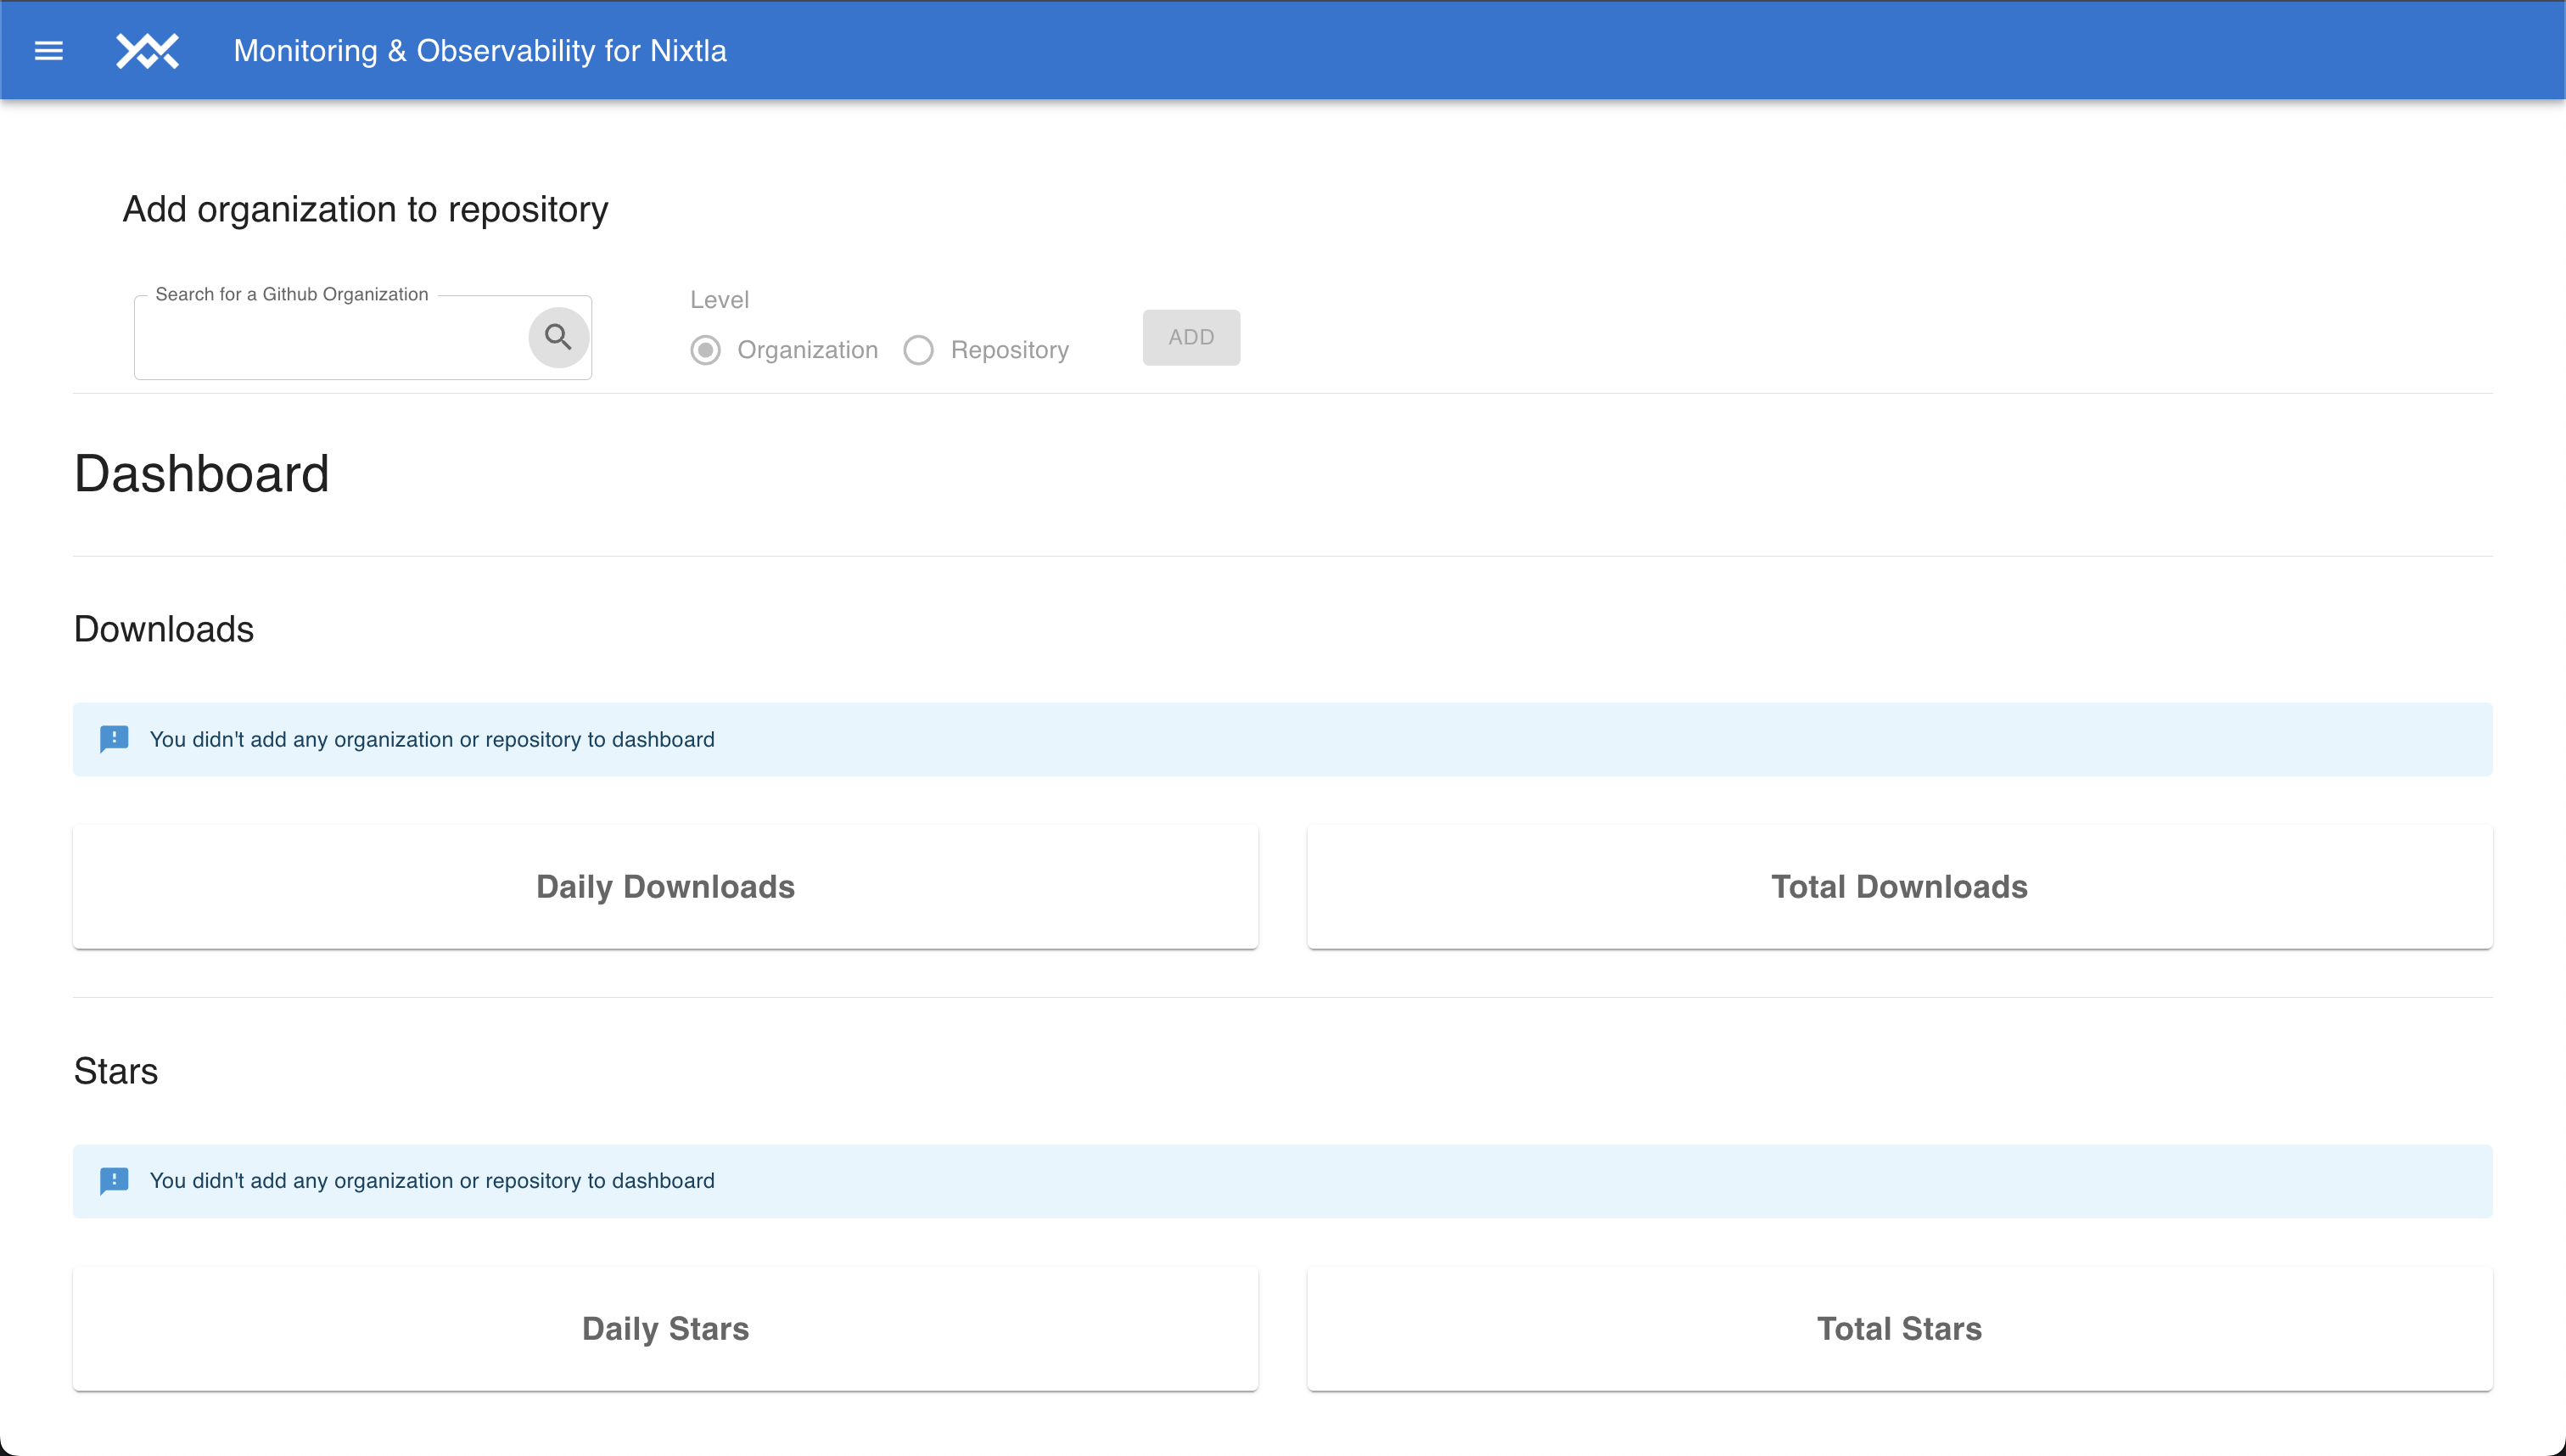 Monitoring & Observability for Nixtla
Add organization to repository
Search for a Github Organization
Level
Organization Repository
ADD
Dashboard
Downloads
You didn't add any organization or repository to dashboard
Daily Downloads
Total Downloads
Stars
You didn't add any organization or repository to dashboard
Daily Stars
Total Stars